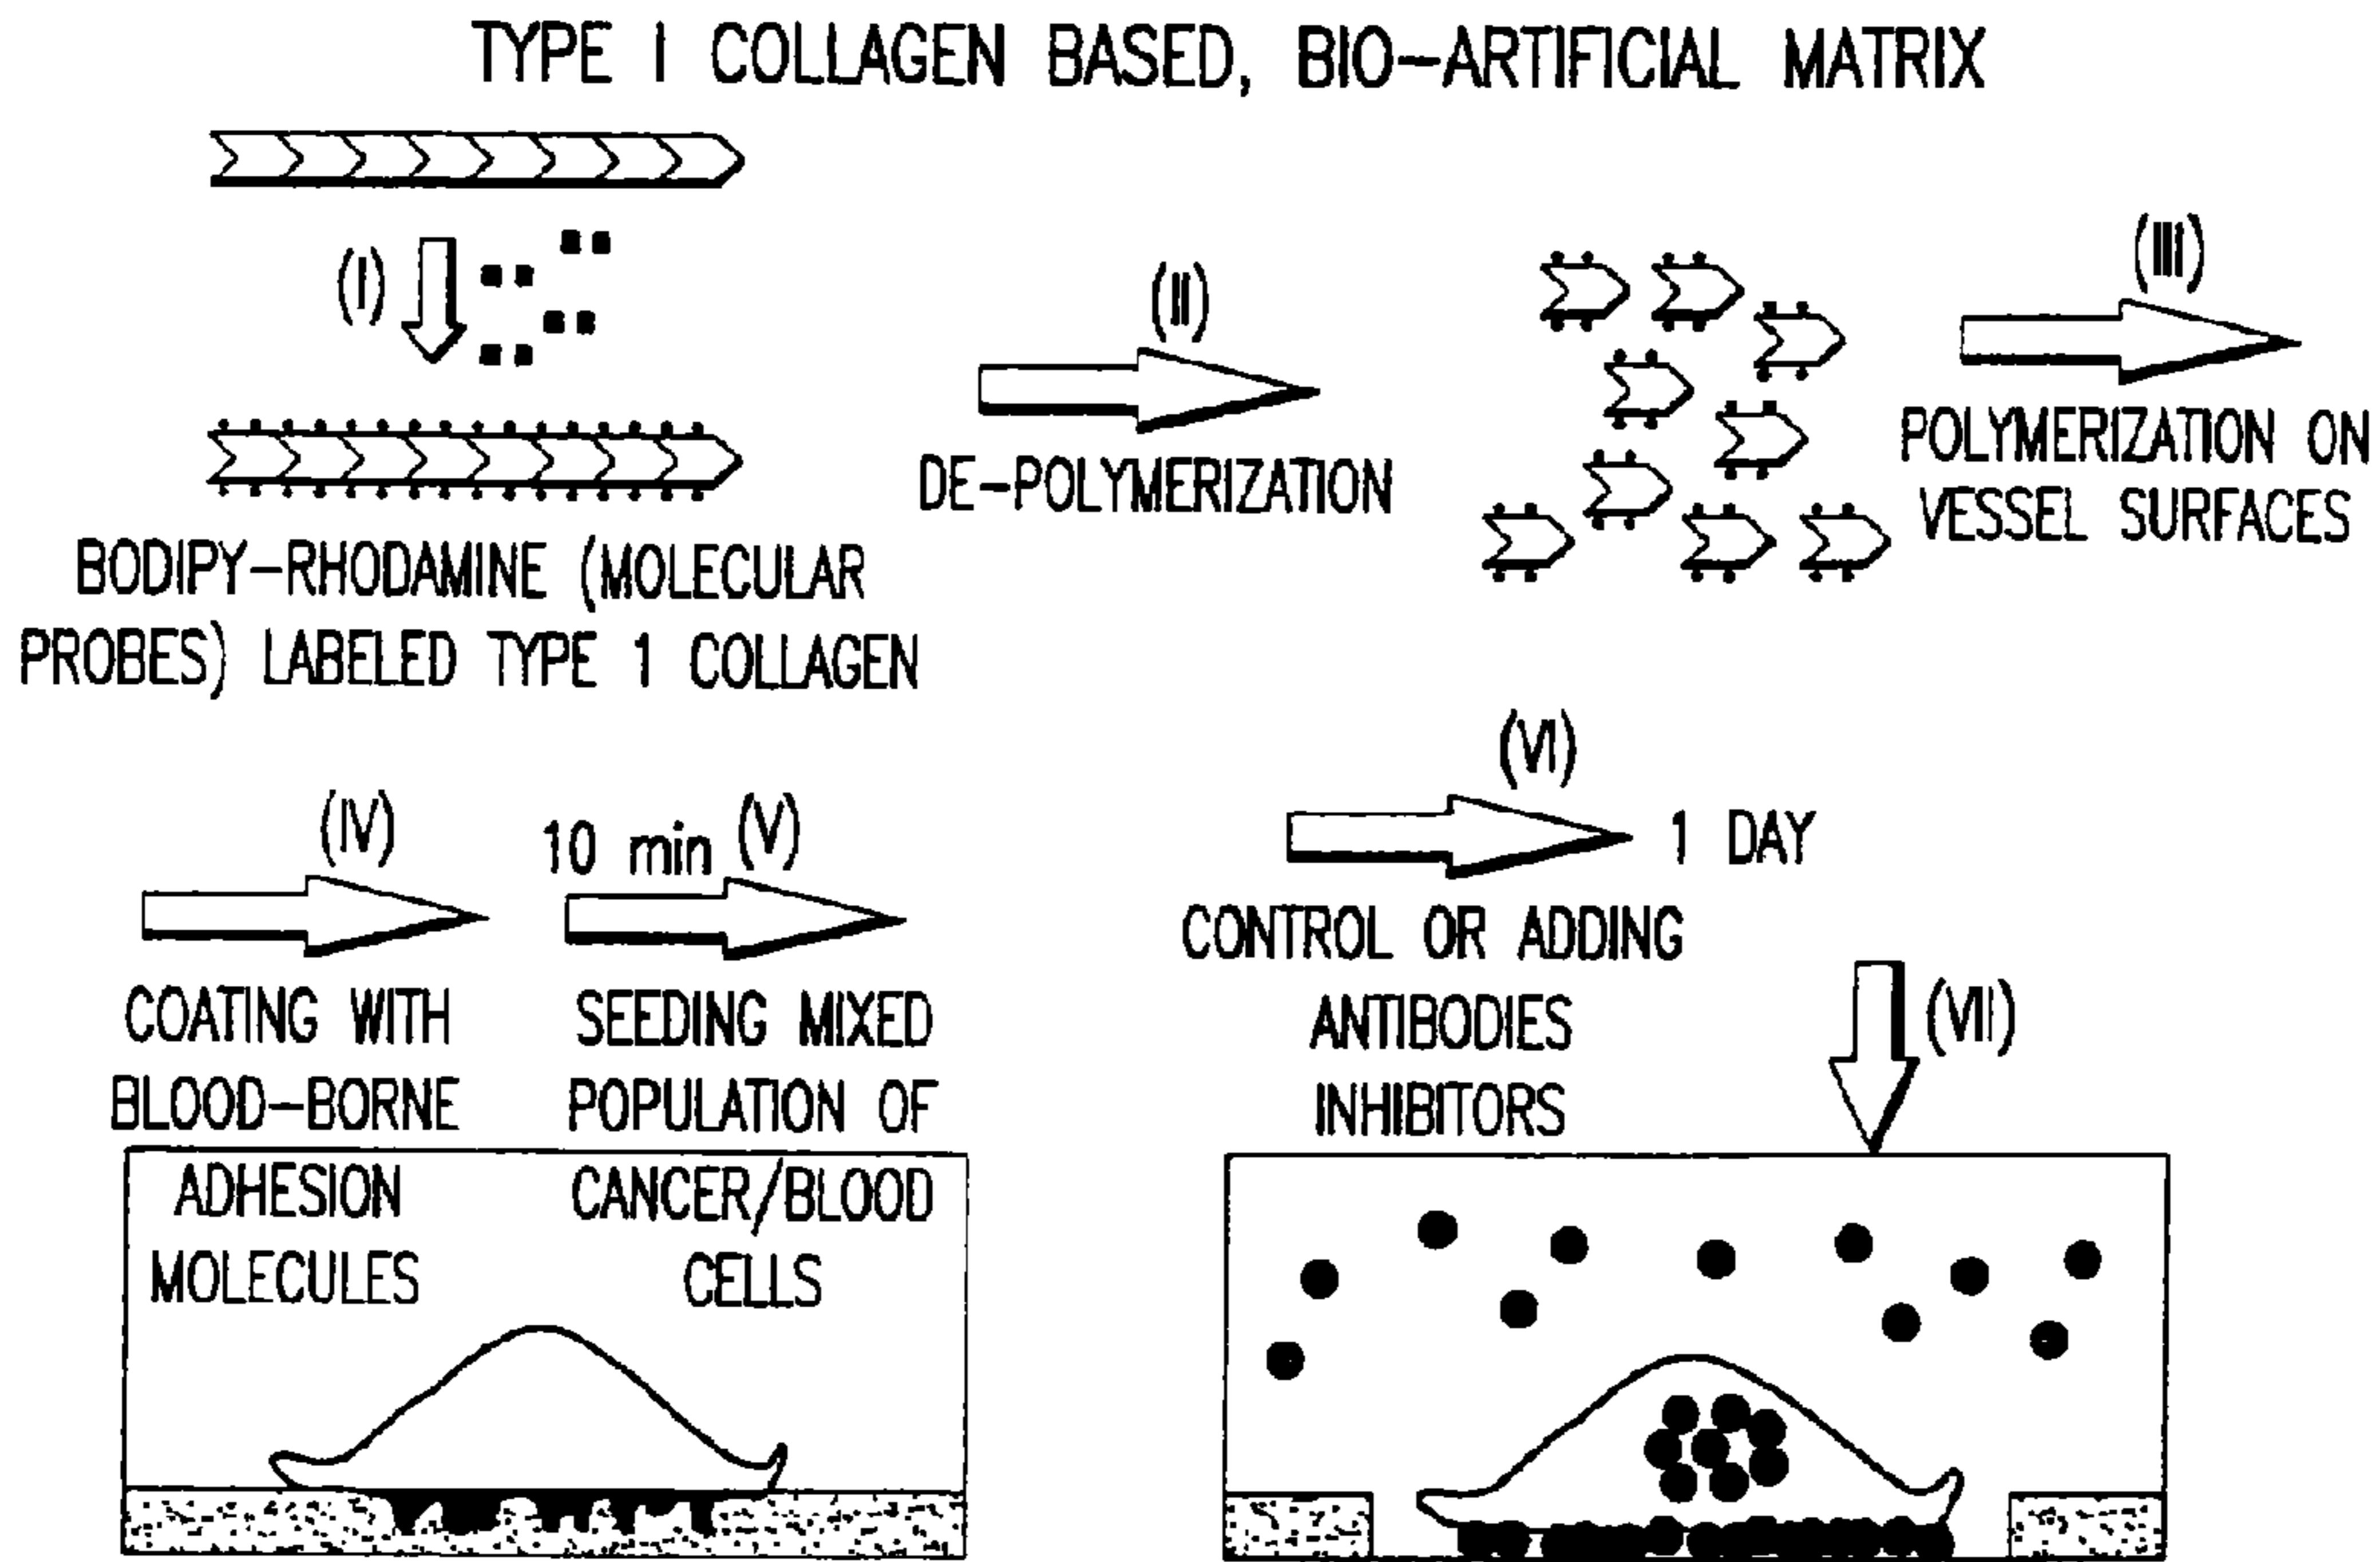 TYPE I COLLAGEN BASED, BIO-ARTIFICIAL MATRIX
(I)
BODIPY-RHODAMINE (MOLECULAR
PROBES) LABELED TYPE 1 COLLAGEN
(II)
DE-POLYMERIZATION
(III)
POLYMERIZATION ON
VESSEL SURFACES
(IV)
COATING WITH
BLOOD-BORNE
ADHESION
MOLECULES
10 min (V)
SEEDING MIXED
POPULATION OF
CANCER/BLOOD
CELLS
(VI)
1 DAY
CONTROL OR ADDING
ANTIBODIES
INHIBITORS
(VII)